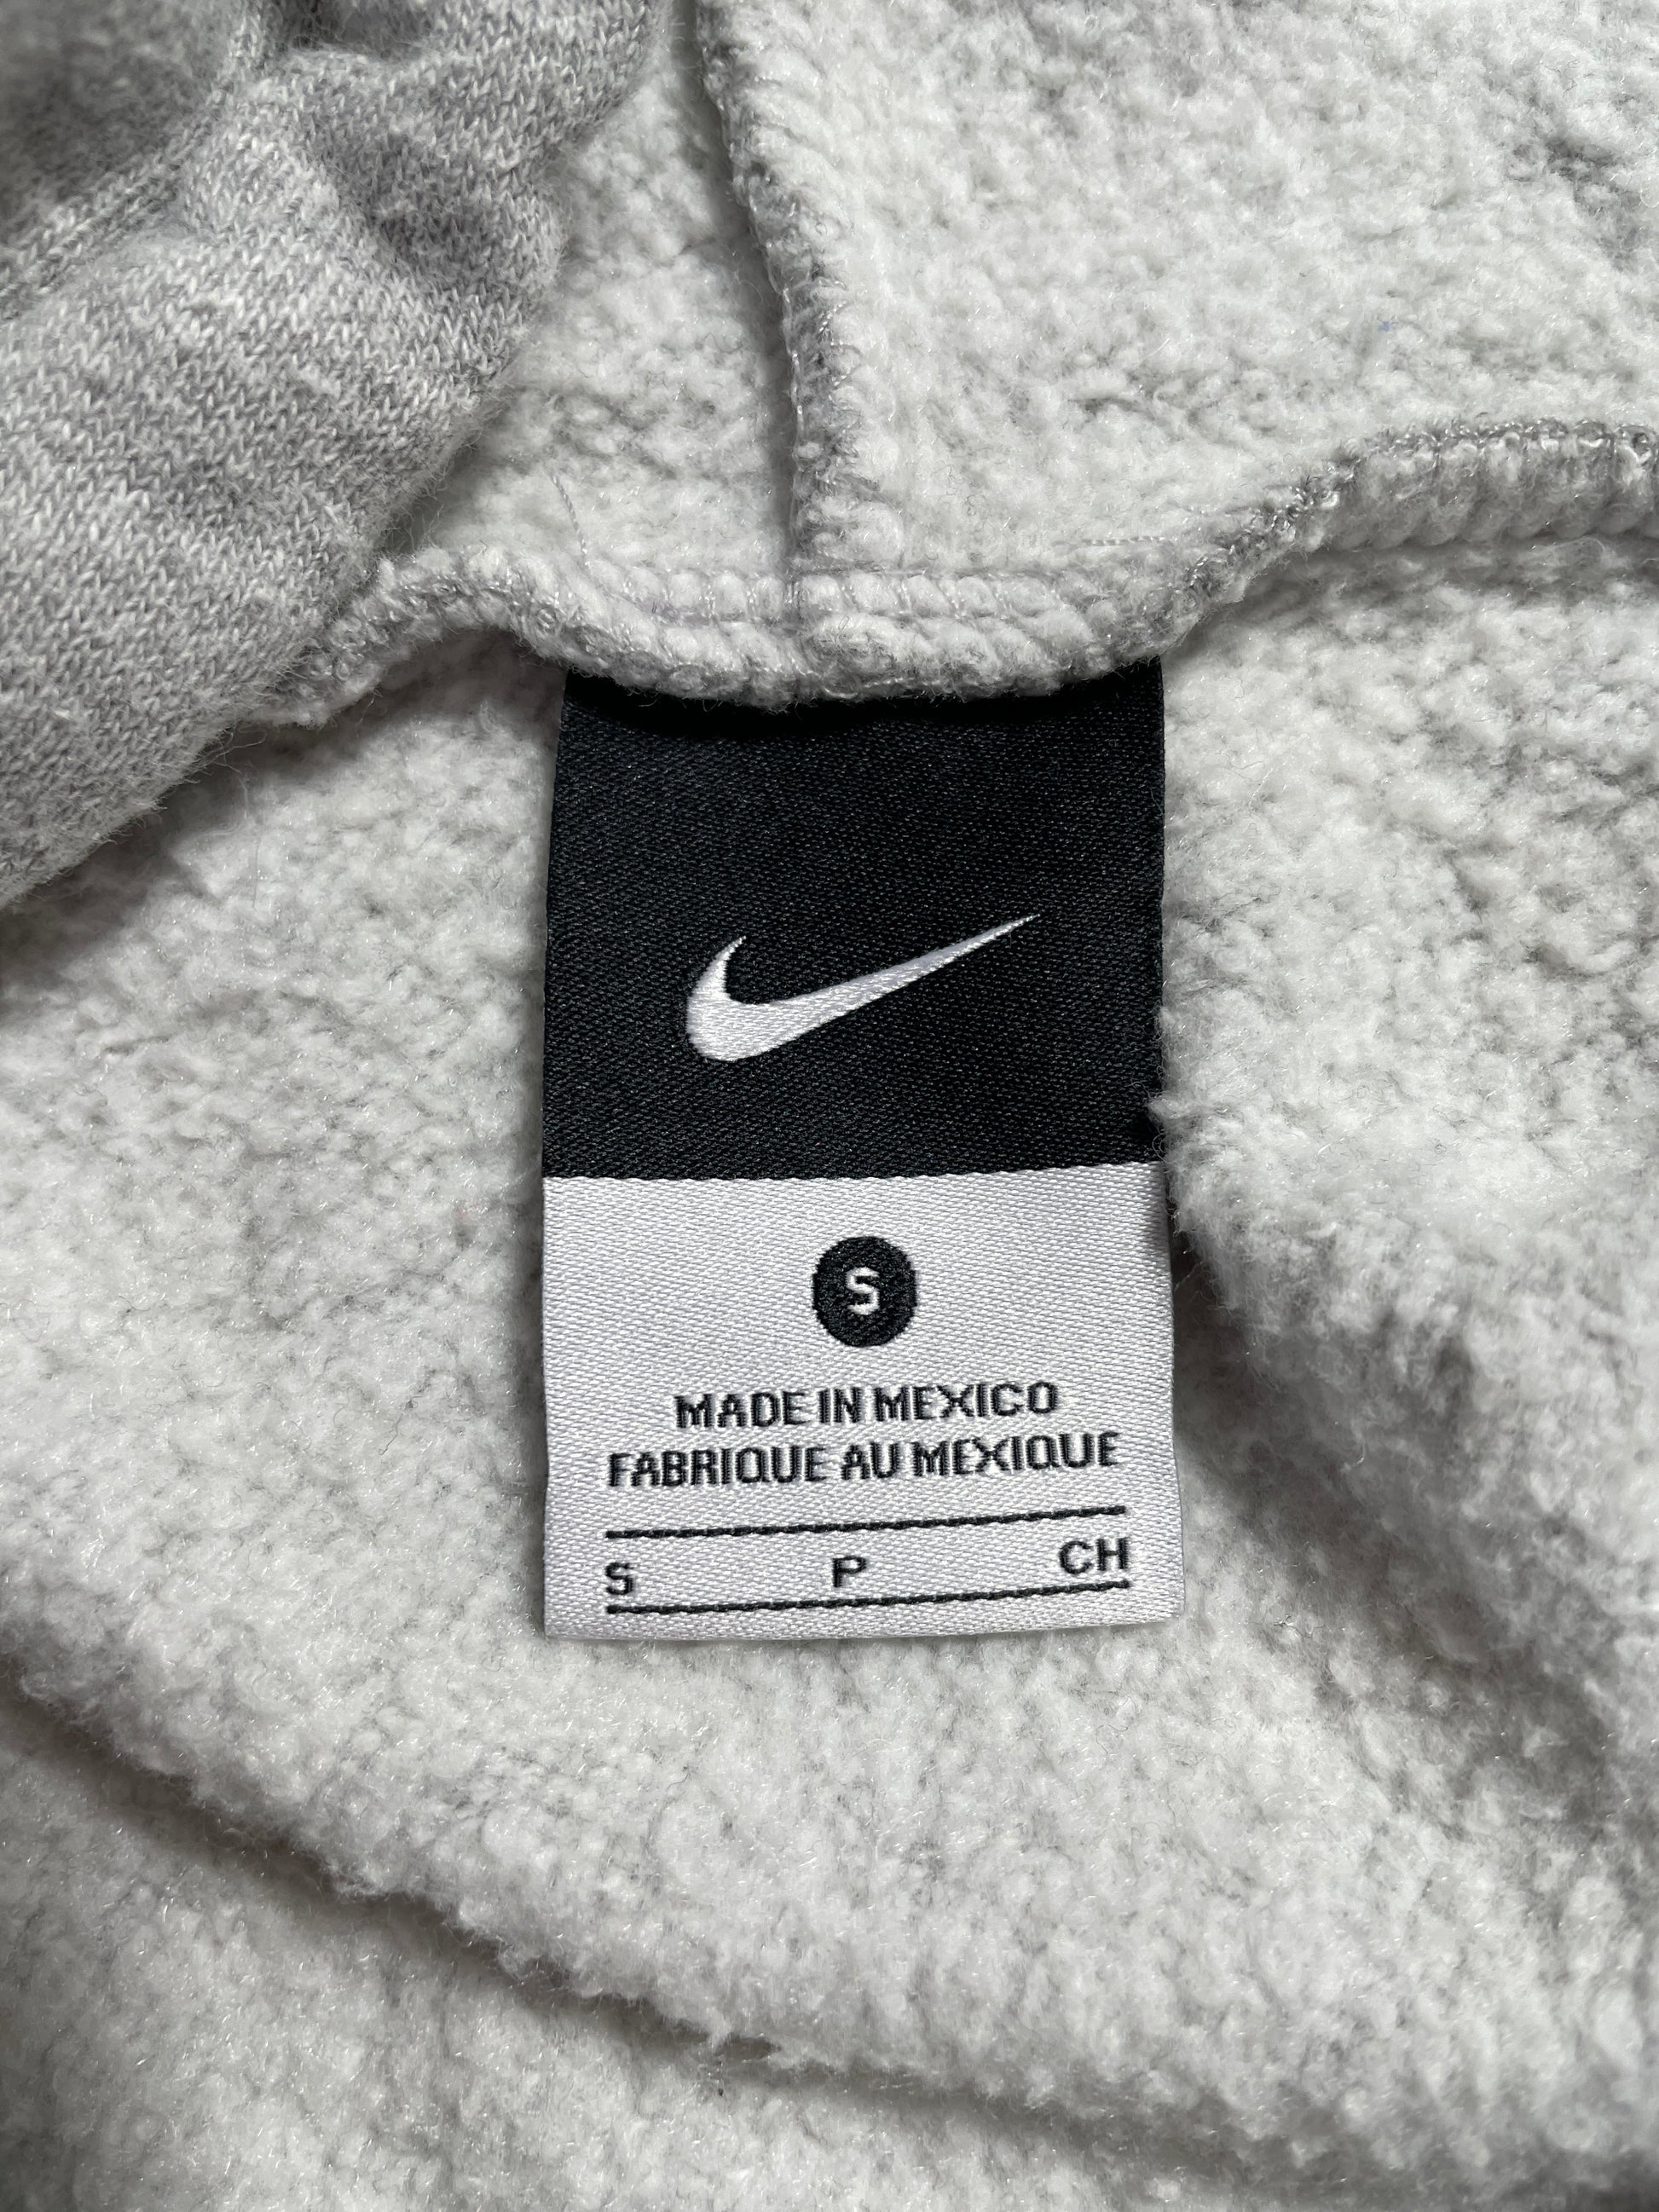 S
MADE IN MEXICO
FABRIQUE AU MEXIQUE
S P CH